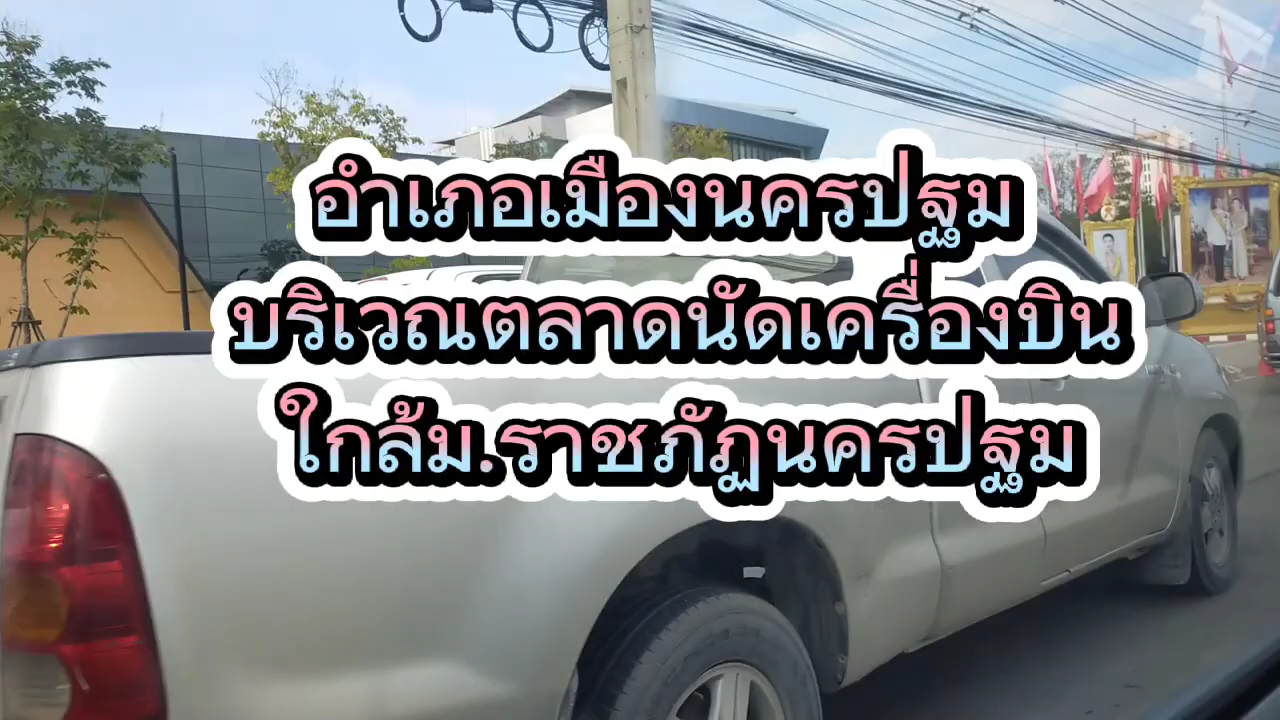 อำเภอเมืองนครปฐม
บริเวณตลาดนัดเครื่องบิน
ใกล้ม.ราชภัฏนครปฐม